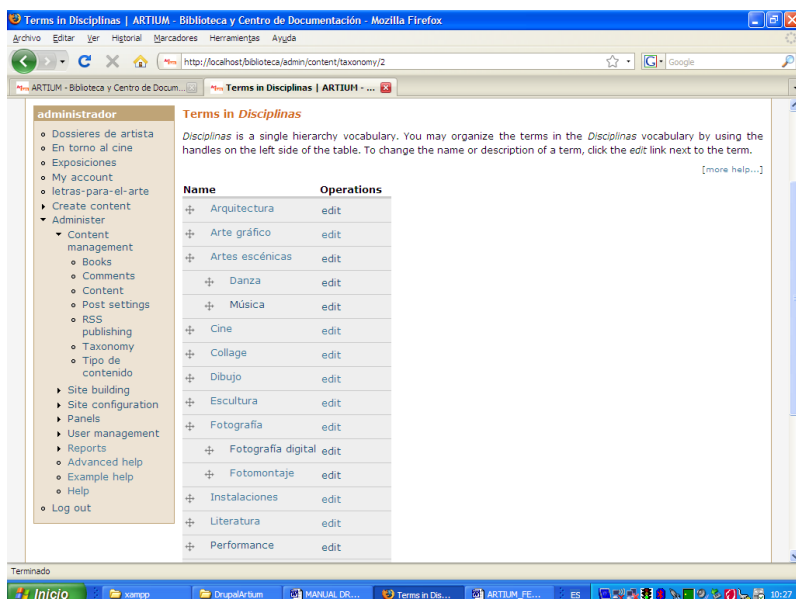 Terms in Disciplinas | ARTIUM - Biblioteca y Centro de Documentación - Mozilla Firefox
Archivo Editar Ver Historial Marcadores Herramientas Ayuda
http://localhost/biblioteca/admin/content/taxonomy/2
Google
ARTIUM - Biblioteca y Centro de Docum...
Terms in Disciplinas | ARTIUM - ...
administrador
Dossieres de artista
En torno al cine
Exposiciones
My account
letras-para-el-arte
Create content
Administer
Content
management
Books
Comments
Content
Post settings
RSS
publishing
Taxonomy
Tipo de
contenido
Site building
Site configuration
Panels
User management
Reports
Advanced help
Example help
Help
Log out
Terms in Disciplinas
Disciplinas is a single hierarchy vocabulary. You may organize the terms in the Disciplinas vocabulary by using the
handles on the left side of the table. To change the name or description of a term, click the edit link next to the term.
[more help...]
Name Operations
Arquitectura edit
Arte gráfico edit
Artes escénicas edit
Danza edit
Música edit
Cine edit
Collage edit
Dibujo edit
Escultura edit
Fotografía edit
Fotografía digital edit
Fotomontaje edit
Instalaciones edit
Literatura edit
Performance edit
Terminado
Inicio xampp DrupalArtium MANUAL DR... Terms in Dis... ARTIUM_FE... ES 10:27